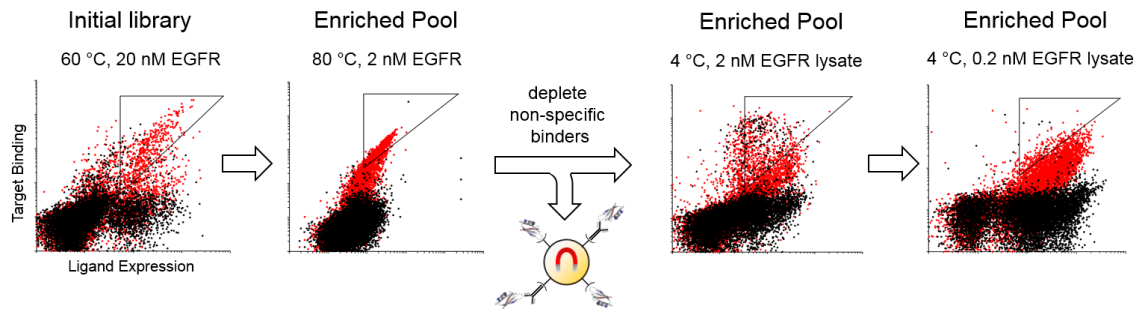 Initial library
60 °C, 20 nM EGFR
Enriched Pool
80 °C, 2 nM EGFR
deplete
non-specific
binders
Enriched Pool
4 °C, 2 nM EGFR lysate
Enriched Pool
4 °C, 0.2 nM EGFR lysate
Target Binding
Ligand Expression